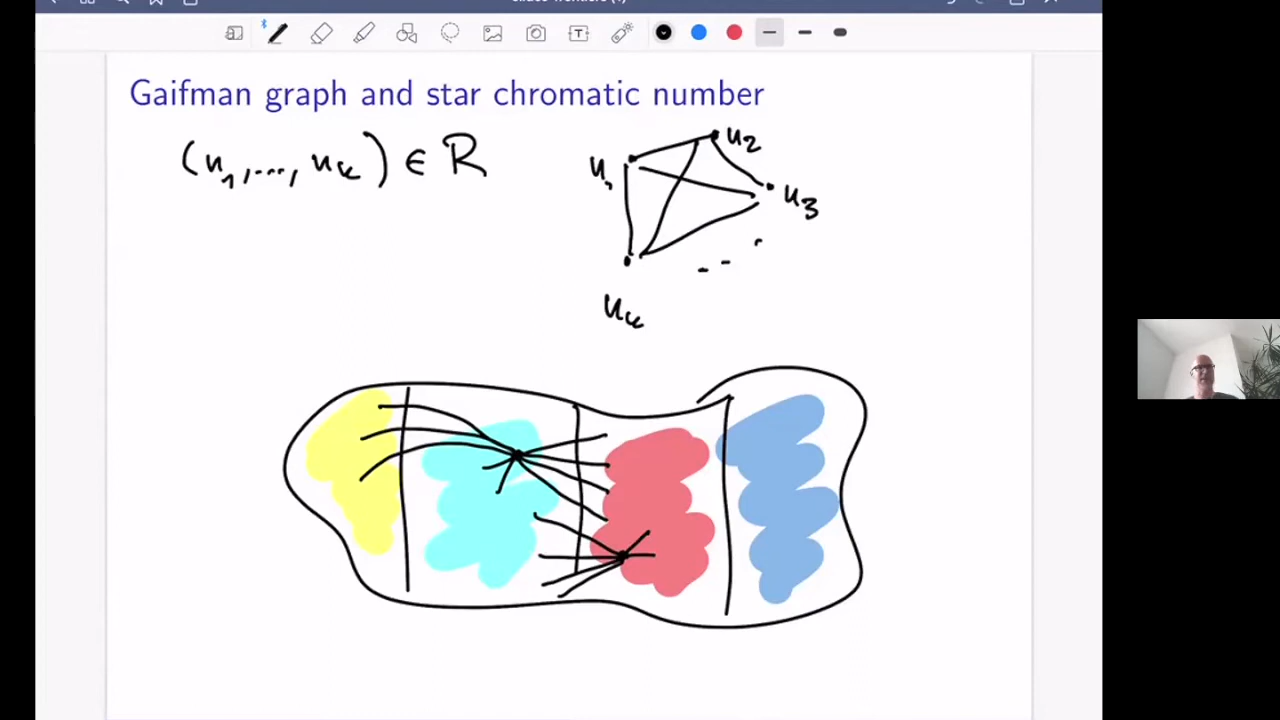 Gaifman graph and star chromatic number
(u1,..., uk) ∈ R
u1
u2
u3
uk